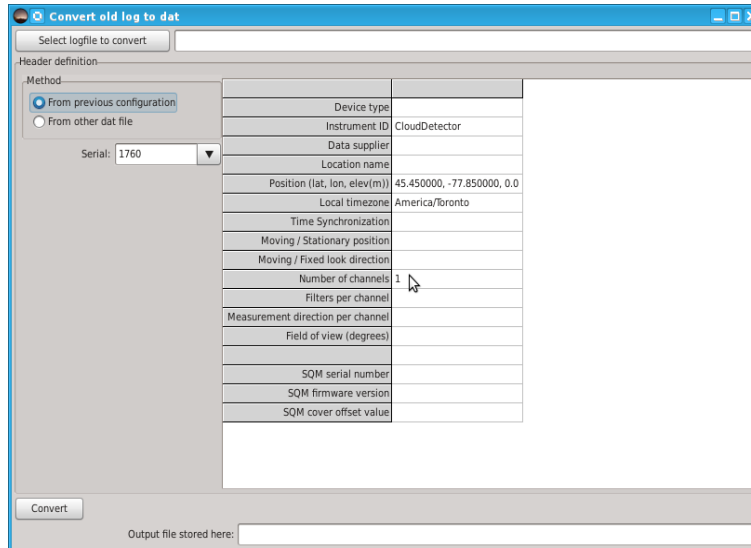 Convert old log to dat
Select logfile to convert
Header definition
Method
From previous configuration
From other dat file
Serial: 1760
Device type
Instrument ID CloudDetector
Data supplier
Location name
Position (lat, lon, elev(m)) 45.450000, -77.850000, 0.0
Local timezone America/Toronto
Time Synchronization
Moving / Stationary position
Moving / Fixed look direction
Number of channels 1
Filters per channel
Measurement direction per channel
Field of view (degrees)
SQM serial number
SQM firmware version
SQM cover offset value
Convert
Output file stored here: